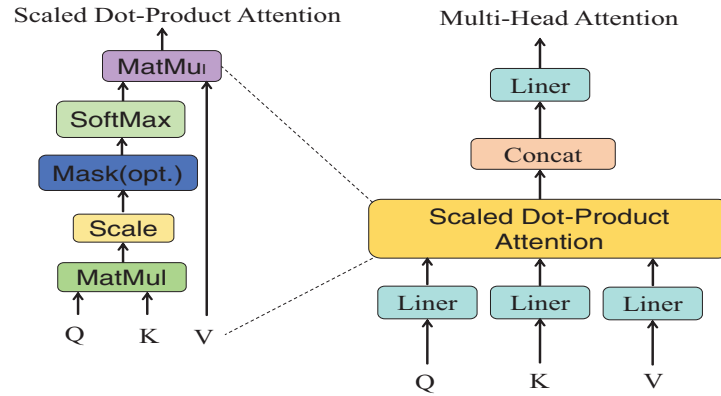 Scaled Dot-Product Attention
MatMul
SoftMax
Mask(opt.)
Scale
MatMul
Q K V
Multi-Head Attention
Liner
Concat
Scaled Dot-Product
Attention
Liner Liner Liner
Q K V